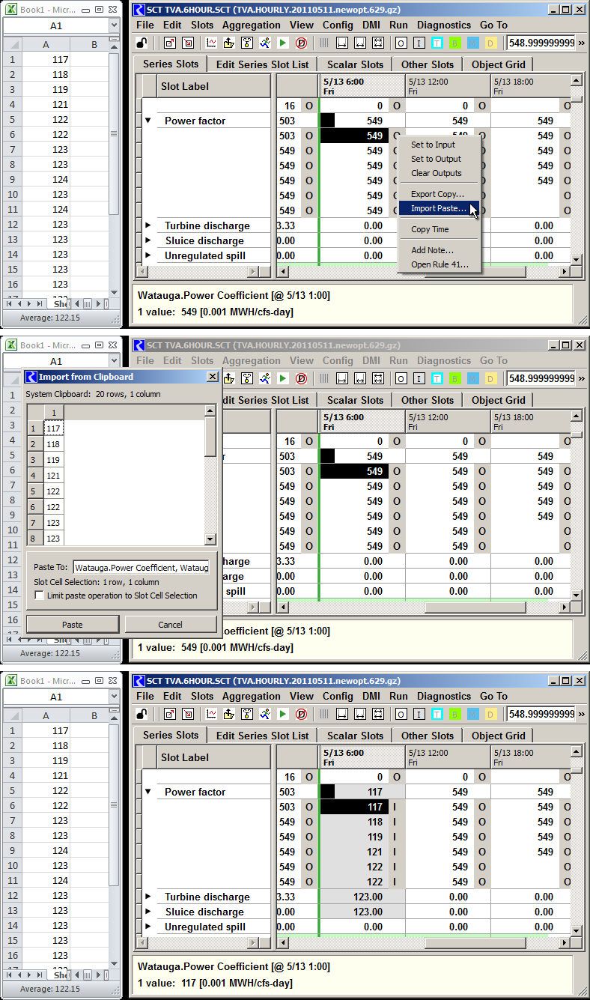 Book1 - Micr...
A1
A B
1 117
2 118
3 119
4 121
5 122
6 122
7 123
8 123
9 124
10 123
11 124
12 123
13 123
14 123
15 123
16 123
She
Average: 122.15
SCT TVA.6HOUR.SCT (TVA.HOURLY.20110511.newopt.629.gz)
File Edit Slots Aggregation View Config DMI Run Diagnostics Go To
D O I T B R D 548.999999999 »
Series Slots Edit Series Slot List Scalar Slots Other Slots Object Grid
Slot Label 5/13 6:00 5/13 12:00 5/13 18:00
Fri Fri Fri
16 O 0 O 0 O
Power factor 503 549 549 549
503 O 549 O 549 O 549 O
549 O 549 O
549 O 549 O
549 O 549 O
549 O
549 O
Turbine discharge 3.33 0.00 0.00
Sluice discharge 0.00 0.00 0.00
Unregulated spill 0.00 0.00 0.00
Set to Input
Set to Output
Clear Outputs
Export Copy...
Import Paste...
Copy Time
Add Note...
Open Rule 41...
Watauga.Power Coefficient [@ 5/13 1:00]
1 value: 549 [0.001 MWH/cfs-day]
Book1 - Micr...
A1
1
2
3
4
5
6
7
8
9
10
11
12
13
14
15
16
Average: 122.15
Import from Clipboard
System Clipboard: 20 rows, 1 column
1
1 117
2 118
3 119
4 121
5 122
6 122
7 123
8 123
Paste To: Watauga.Power Coefficient, Wataug
Slot Cell Selection: 1 row, 1 column
Limit paste operation to Slot Cell Selection
Paste Cancel
SCT TVA.6HOUR.SCT (TVA.HOURLY.20110511.newopt.629.gz)
File Edit Slots Aggregation View Config DMI Run Diagnostics Go To
D O I T B R D 548.999999999 »
dit Series Slot List Scalar Slots Other Slots Object Grid
5/13 6:00 5/13 12:00 5/13 18:00
Fri Fri Fri
16 O 0 O 0 O
r 503 549 549 549
503 O 549 O 549 O 549 O
549 O 549 O 549 O 549 O
549 O 549 O 549 O 549 O
549 O 549 O 549 O 549 O
549 O 549 O 549 O O
549 O 549 O 549 O O
harge 3.33 0.00 0.00 0.00
arge 0.00 0.00 0.00 0.00
spill 0.00 0.00 0.00 0.00
oefficient [@ 5/13 1:00]
1 value: 549 [0.001 MWH/cfs-day]
Book1 - Micr...
A1
A B
1 117
2 118
3 119
4 121
5 122
6 122
7 123
8 123
9 124
10 123
11 124
12 123
13 123
14 123
15 123
16 123
She
Average: 122.15
SCT TVA.6HOUR.SCT (TVA.HOURLY.20110511.newopt.629.gz)
File Edit Slots Aggregation View Config DMI Run Diagnostics Go To
D O I T B R D 548.999999999 »
Series Slots Edit Series Slot List Scalar Slots Other Slots Object Grid
Slot Label 5/13 6:00 5/13 12:00 5/13 18:00
Fri Fri Fri
16 O 0 O 0 O
Power factor 503 117 549 549
503 O 117 I 549 O 549 O
549 O 118 I 549 O 549 O
549 O 119 I 549 O 549 O
549 O 121 I 549 O 549 O
549 O 122 I 549 O O
549 O 122 I 549 O O
Turbine discharge 3.33 123.00 0.00 0.00
Sluice discharge 0.00 123.00 0.00 0.00
Unregulated spill 0.00 0.00 0.00 0.00
Watauga.Power Coefficient [@ 5/13 1:00]
1 value: 117 [0.001 MWH/cfs-day]